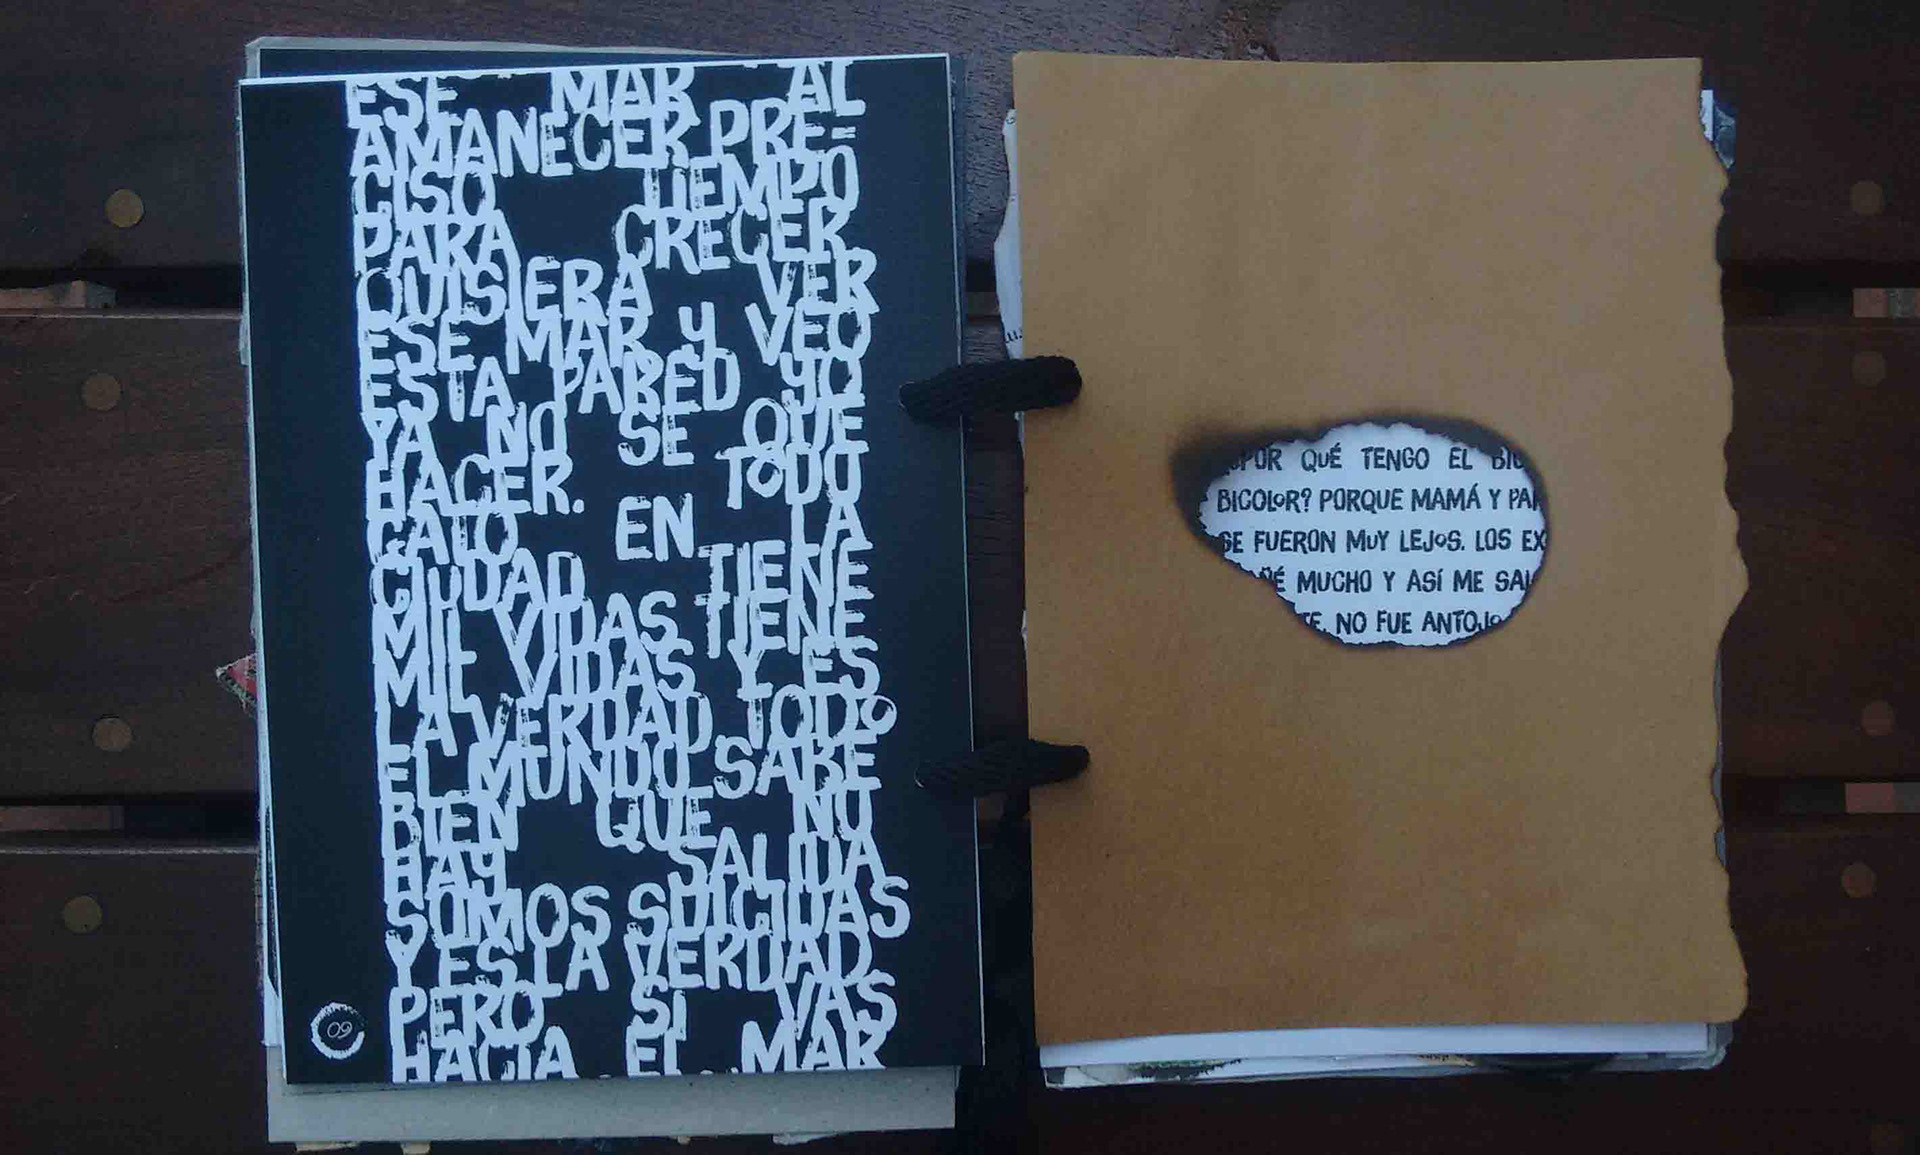 ESE MAR AL
AMANECER PRE-
CISO TIEMPO
PARA CRECER
QUISIERA VER
ESE MAR y VEO
ESTA PARED yO
YA NO SE QUE
HACER. TODO
CALO EN LA
CIUDAD TIENE
MIL VIDAS TIENE
MIL VIDAS Y ES
LA VERDAD TODO
EL MUNDO SABE
BIEN QUE NO
HAy SALIDA
SOMOS SUICIDAS
Y ES LA VERDAD
PERO SI VAS
HACIA EL MAR
09
¿POR QUÉ TENGO EL
BICOLOR? PORQUE MAMÁ Y
SE FUERON MUY LEJOS. LOS
MUCHO Y ASÍ ME
NO FUE